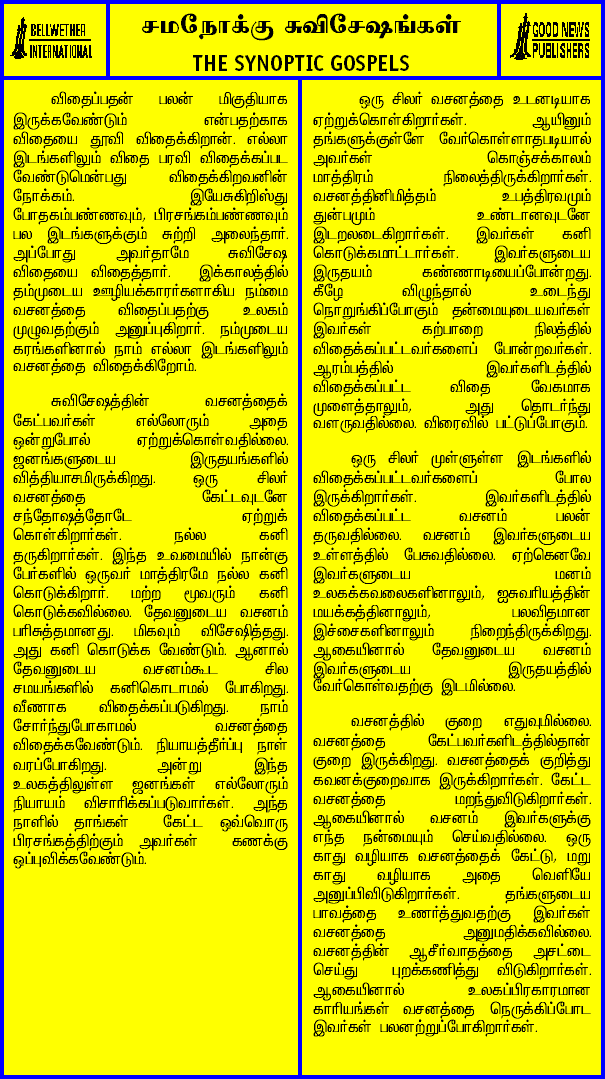 BELLWETHER
INTERNATIONAL
சமநோக்கு சுவிசேஷங்கள்
THE SYNOPTIC GOSPELS
GOOD NEWS
PUBLISHERS
விதைப்பதன் பலன் மிகுதியாக
இருக்கவேண்டும் என்பதற்காக
விதையை தூவி விதைக்கிறான். எல்லா
இடங்களிலும் விதை பரவி விதைக்கப்பட
வேண்டுமென்பது விதைக்கிறவனின்
நோக்கம். இயேசுகிறிஸ்து
போதகம்பண்ணவும், பிரசங்கம்பண்ணவும்
பல இடங்களுக்கும் சுற்றி அலைந்தார்.
அப்போது அவர்தாமே சுவிசேஷ
விதையை விதைத்தார். இக்காலத்தில்
தம்முடைய ஊழியக்காரர்களாகிய நம்மை
வசனத்தை விதைப்பதற்கு உலகம்
முழுவதற்கும் அனுப்புகிறார். நம்முடைய
கரங்களினால் நாம் எல்லா இடங்களிலும்
வசனத்தை விதைக்கிறோம்.
சுவிசேஷத்தின் வசனத்தைக்
கேட்பவர்கள் எல்லோரும் அதை
ஒன்றுபோல் ஏற்றுக்கொள்வதில்லை.
ஜனங்களுடைய இருதயங்களில்
வித்தியாசமிருக்கிறது. ஒரு சிலர்
வசனத்தை கேட்டவுடனே
சந்தோஷத்தோடே ஏற்றுக்
கொள்கிறார்கள். நல்ல கனி
தருகிறார்கள். இந்த உவமையில் நான்கு
பேர்களில் ஒருவர் மாத்திரமே நல்ல கனி
கொடுக்கிறார். மற்ற மூவரும் கனி
கொடுக்கவில்லை. தேவனுடைய வசனம்
பரிசுத்தமானது. மிகவும் விசேஷித்தது.
அது கனி கொடுக்க வேண்டும். ஆனால்
தேவனுடைய வசனம்கூட சில
சமயங்களில் கனிகொடாமல் போகிறது.
வீணாக விதைக்கப்படுகிறது. நாம்
சோர்ந்துபோகாமல் வசனத்தை
விதைக்கவேண்டும். நியாயத்தீர்ப்பு நாள்
வரப்போகிறது. அன்று இந்த
உலகத்திலுள்ள ஜனங்கள் எல்லோரும்
நியாயம் விசாரிக்கப்படுவார்கள். அந்த
நாளில் தாங்கள் கேட்ட ஒவ்வொரு
பிரசங்கத்திற்கும் அவர்கள் கணக்கு
ஒப்புவிக்கவேண்டும்.
ஒரு சிலர் வசனத்தை உடனடியாக
ஏற்றுக்கொள்கிறார்கள். ஆயினும்
தங்களுக்குள்ளே வேர்கொள்ளாதபடியால்
அவர்கள் கொஞ்சக்காலம்
மாத்திரம் நிலைத்திருக்கிறார்கள்.
வசனத்தினிமித்தம் உபத்திரவமும்
துன்பமும் உண்டானவுடனே
இடறலடைகிறார்கள். இவர்கள் கனி
கொடுக்கமாட்டார்கள். இவர்களுடைய
இருதயம் கண்ணாடியைப்போன்றது.
கீழே விழுந்தால் உடைந்து
நொறுங்கிப்போகும் தன்மையுடையவர்கள்
இவர்கள் கற்பாறை நிலத்தில்
விதைக்கப்பட்டவர்களைப் போன்றவர்கள்.
ஆரம்பத்தில் இவர்களிடத்தில்
விதைக்கப்பட்ட விதை வேகமாக
முளைத்தாலும், அது தொடர்ந்து
வளருவதில்லை. விரைவில் பட்டுப்போகும்.
ஒரு சிலர் முள்ளுள்ள இடங்களில்
விதைக்கப்பட்டவர்களைப் போல
இருக்கிறார்கள். இவர்களிடத்தில்
விதைக்கப்பட்ட வசனம் பலன்
தருவதில்லை. வசனம் இவர்களுடைய
உள்ளத்தில் பேசுவதில்லை. ஏற்கெனவே
இவர்களுடைய மனம்
உலகக்கவலைகளினாலும், ஐசுவரியத்தின்
மயக்கத்தினாலும், பலவிதமான
இச்சைகளினாலும் நிறைந்திருக்கிறது.
ஆகையினால் தேவனுடைய வசனம்
இவர்களுடைய இருதயத்தில்
வேர்கொள்வதற்கு இடமில்லை.
வசனத்தில் குறை எதுவுமில்லை.
வசனத்தை கேட்பவர்களிடத்தில்தான்
குறை இருக்கிறது. வசனத்தைக் குறித்து
கவனக்குறைவாக இருக்கிறார்கள். கேட்ட
வசனத்தை மறந்துவிடுகிறார்கள்.
ஆகையினால் வசனம் இவர்களுக்கு
எந்த நன்மையும் செய்வதில்லை. ஒரு
காது வழியாக வசனத்தைக் கேட்டு, மறு
காது வழியாக அதை வெளியே
அனுப்பிவிடுகிறார்கள். தங்களுடைய
பாவத்தை உணர்த்துவதற்கு இவர்கள்
வசனத்தை அனுமதிக்கவில்லை.
வசனத்தின் ஆசீர்வாதத்தை அசட்டை
செய்து புறக்கணித்து விடுகிறார்கள்.
ஆகையினால் உலகப்பிரகாரமான
காரியங்கள் வசனத்தை நெருக்கிப்போட
இவர்கள் பலனற்றுப்போகிறார்கள்.